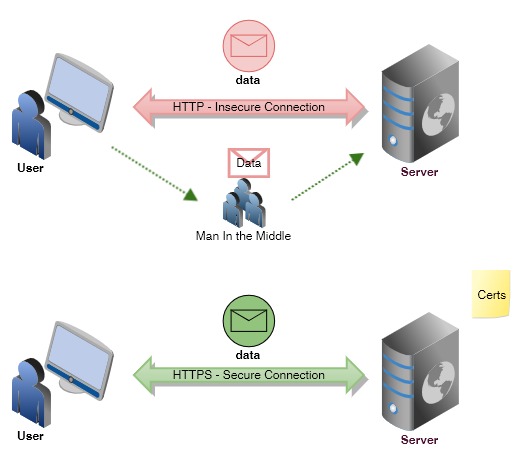 data
HTTP - Insecure Connection
User
Server
Data
Man In the Middle
Certs
data
HTTPS - Secure Connection
User
Server